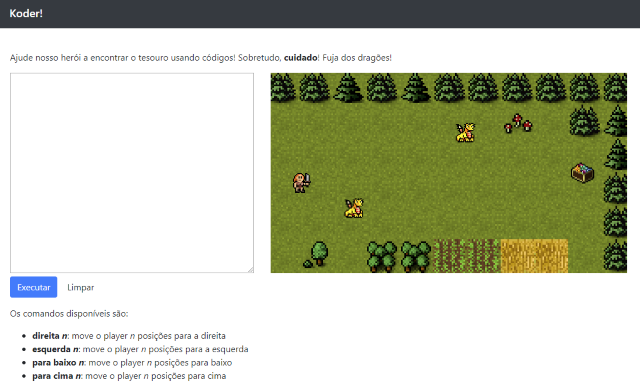 Koder!
Ajude nosso herói a encontrar o tesouro usando códigos! Sobretudo, cuidado! Fuja dos dragões!
Executar
Limpar
Os comandos disponíveis são:
direita n: move o player n posições para a direita
esquerda n: move o player n posições para a esquerda
para baixo n: move o player n posições para baixo
para cima n: move o player n posições para cima